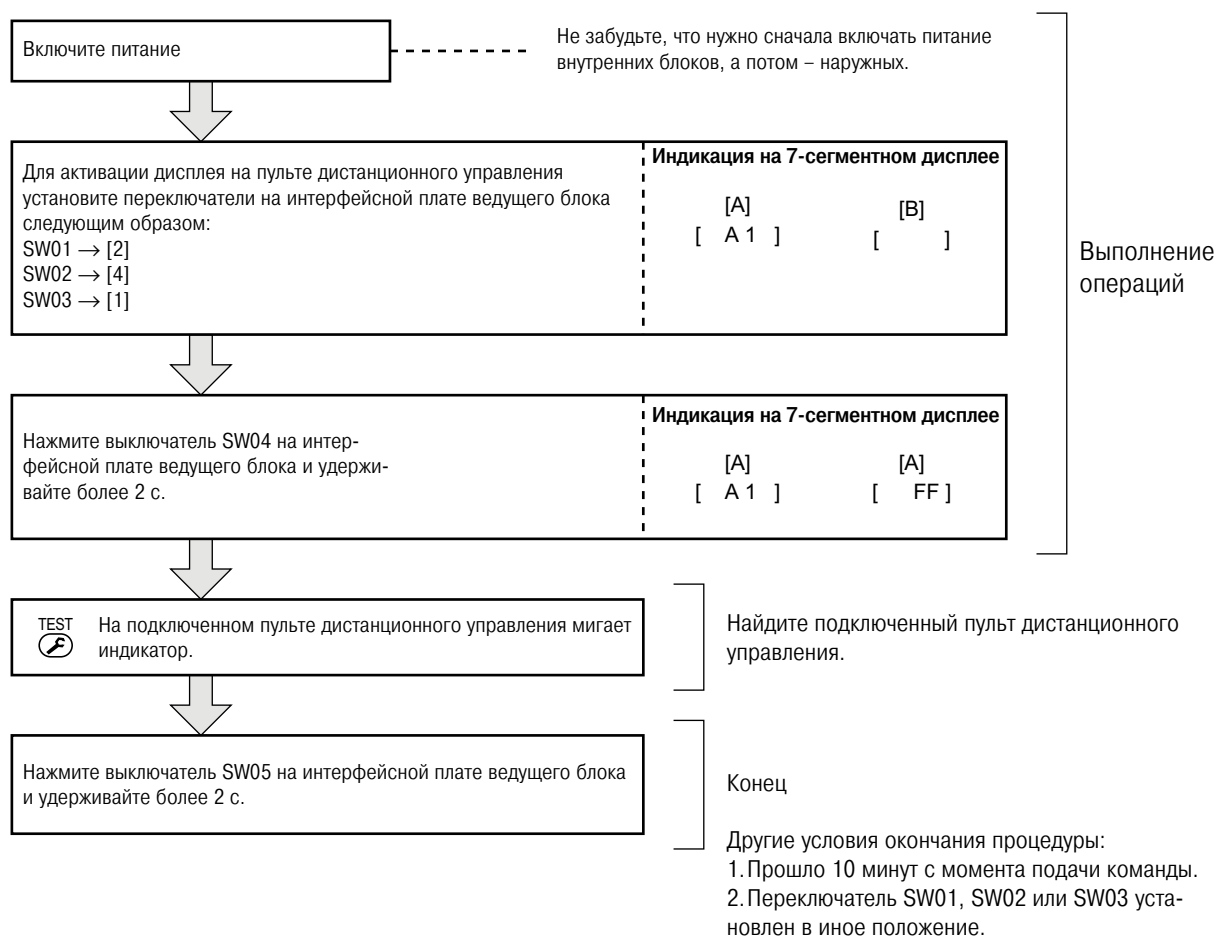 Включите питание
Не забудьте, что нужно сначала включать питание
внутренних блоков, а потом – наружных.
Для активации дисплея на пульте дистанционного управления
установите переключатели на интерфейсной плате ведущего блока
следующим образом:
SW01 → [2]
SW02 → [4]
SW03 → [1]
Индикация на 7-сегментном дисплее
[A] [B]
[ A 1 ] [ ]
Выполнение
операций
Нажмите выключатель SW04 на интер-
фейсной плате ведущего блока и удержи-
вайте более 2 с.
Индикация на 7-сегментном дисплее
[A] [A]
[ A 1 ] [ FF ]
TEST
На подключенном пульте дистанционного управления мигает
индикатор.
Найдите подключенный пульт дистанционного
управления.
Нажмите выключатель SW05 на интерфейсной плате ведущего блока
и удерживайте более 2 с.
Конец
Другие условия окончания процедуры:
1.Прошло 10 минут с момента подачи команды.
2.Переключатель SW01, SW02 или SW03 уста-
новлен в иное положение.